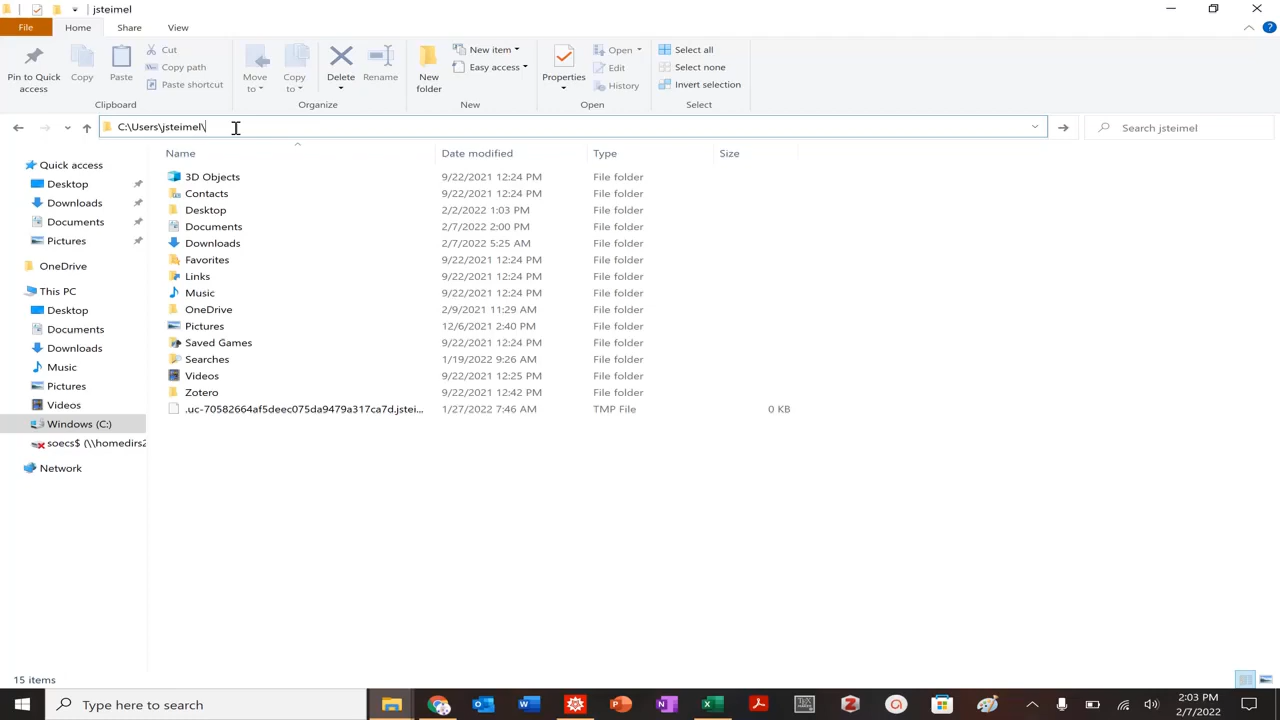 jsteimel
File Home Share View
Pin to Quick access
Copy
Paste
Cut
Copy path
Paste shortcut
Clipboard
Move to
Copy to
Delete
Rename
Organize
New folder
New item
Easy access
New
Properties
Open
Edit
History
Open
Select all
Select none
Invert selection
Select
C:\Users\jsteimel\
Search jsteimel
Name Date modified Type Size
3D Objects 9/22/2021 12:24 PM File folder
Contacts 9/22/2021 12:24 PM File folder
Desktop 2/2/2022 1:03 PM File folder
Documents 2/7/2022 2:00 PM File folder
Downloads 2/7/2022 5:25 AM File folder
Favorites 9/22/2021 12:24 PM File folder
Links 9/22/2021 12:24 PM File folder
Music 9/22/2021 12:24 PM File folder
OneDrive 2/9/2021 11:29 AM File folder
Pictures 12/6/2021 2:40 PM File folder
Saved Games 9/22/2021 12:24 PM File folder
Searches 1/19/2022 9:26 AM File folder
Videos 9/22/2021 12:25 PM File folder
Zotero 9/22/2021 12:42 PM File folder
.uc-70582664af5deec075da9479a317ca7d.jstei... 1/27/2022 7:46 AM TMP File 0 KB
Quick access
Desktop
Downloads
Documents
Pictures
OneDrive
This PC
Desktop
Documents
Downloads
Music
Pictures
Videos
Windows (C:)
soecs$ (\\homedirs2
Network
15 items
Type here to search
2:03 PM
2/7/2022